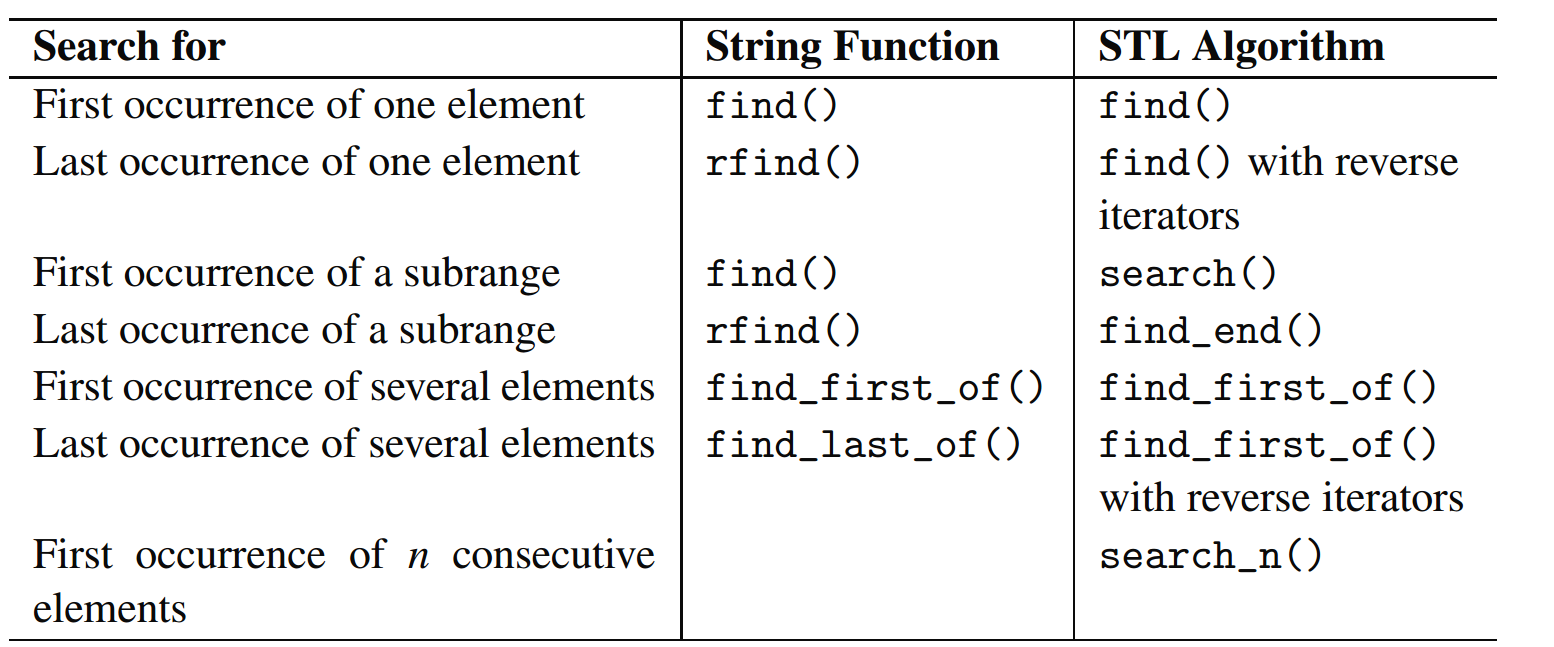 Search for String Function STL Algorithm
First occurrence of one element find() find()
Last occurrence of one element rfind() find() with reverse
iterators
First occurrence of a subrange find() search()
Last occurrence of a subrange rfind() find_end()
First occurrence of several elements find_first_of() find_first_of()
Last occurrence of several elements find_last_of() find_first_of()
with reverse iterators
First occurrence of n consecutive search_n()
elements